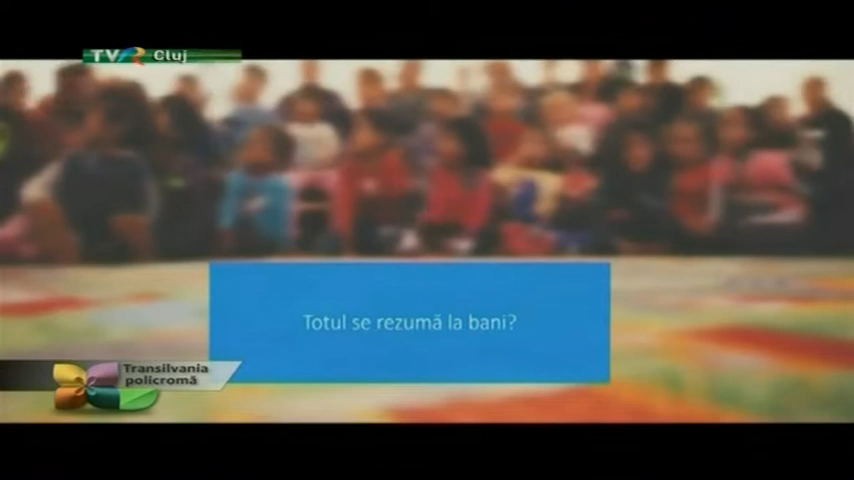 TVR Cluj
Totul se rezumă la bani?
Transilvania
policromă